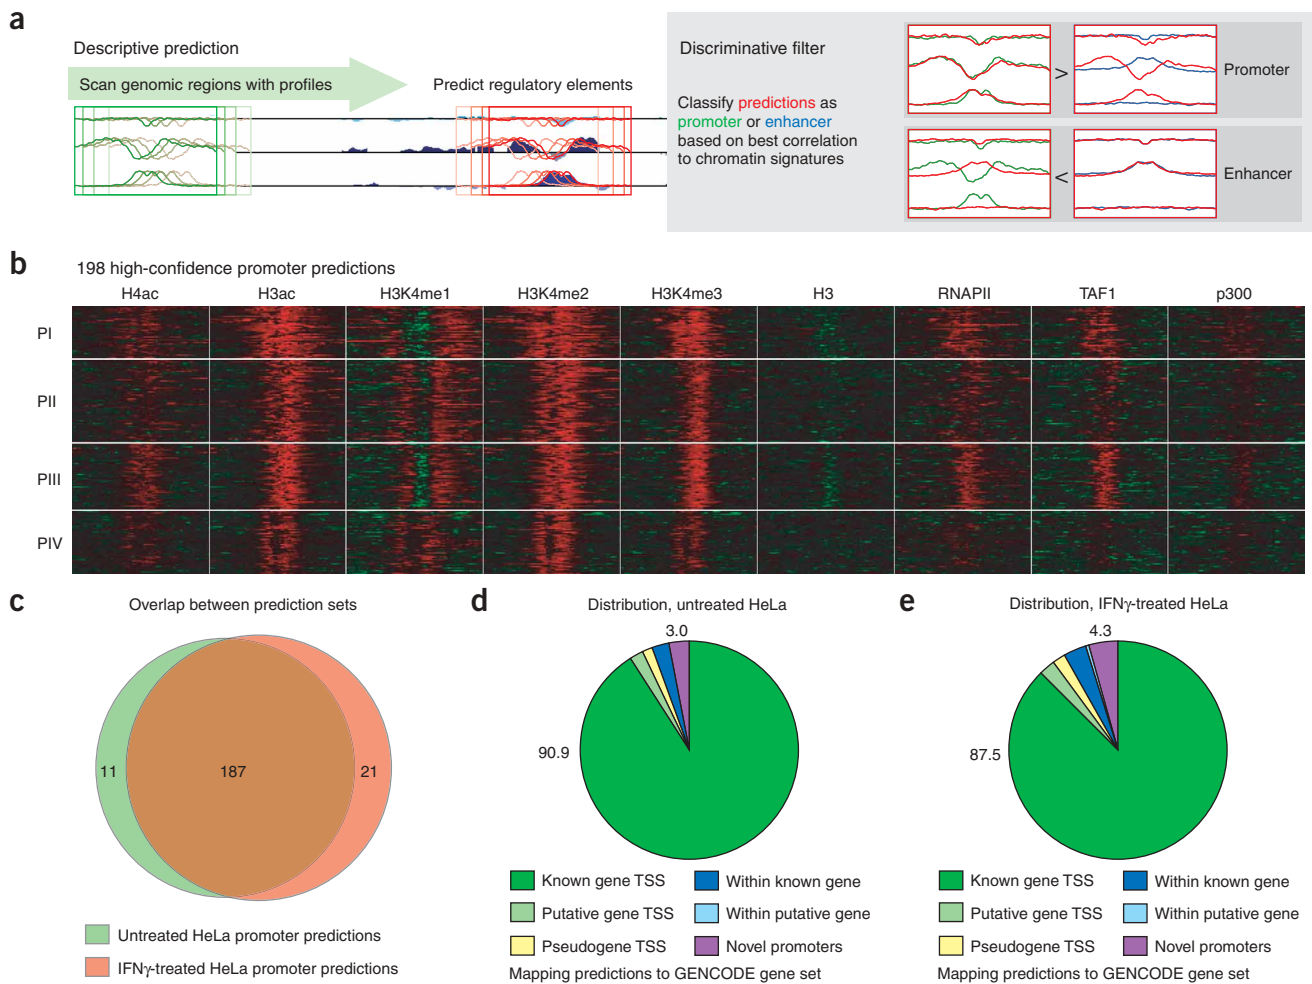 a
Descriptive prediction
Scan genomic regions with profiles
Predict regulatory elements
Discriminative filter
Classify predictions as
promoter or enhancer
based on best correlation
to chromatin signatures
>
Promoter
<
Enhancer
b
198 high-confidence promoter predictions
H4ac H3ac H3K4me1 H3K4me2 H3K4me3 H3 RNAPII TAF1 p300
PI
PII
PIII
PIV
c
Overlap between prediction sets
11
187
21
Untreated HeLa promoter predictions
IFNγ-treated HeLa promoter predictions
d
Distribution, untreated HeLa
3.0
90.9
Known gene TSS
Within known gene
Putative gene TSS
Within putative gene
Pseudogene TSS
Novel promoters
Mapping predictions to GENCODE gene set
e
Distribution, IFNγ-treated HeLa
4.3
87.5
Known gene TSS
Within known gene
Putative gene TSS
Within putative gene
Pseudogene TSS
Novel promoters
Mapping predictions to GENCODE gene set